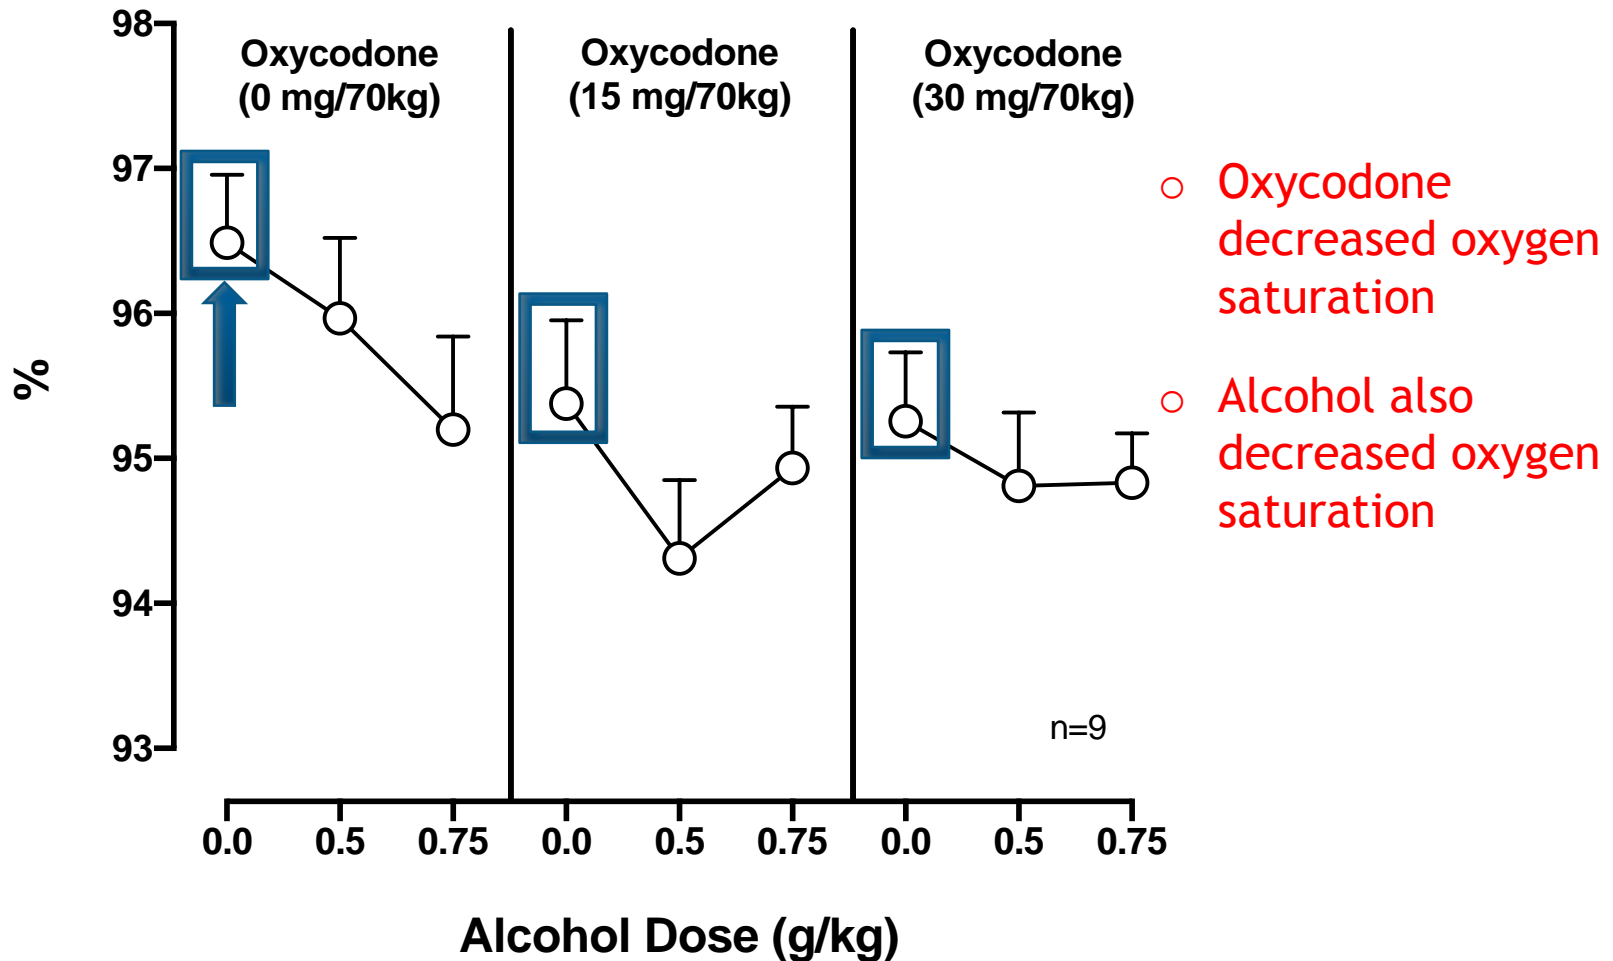 98
Oxycodone
(0 mg/70kg)
Oxycodone
(15 mg/70kg)
Oxycodone
(30 mg/70kg)
97
96
95
94
93
%
○ Oxycodone
decreased oxygen
saturation
○ Alcohol also
decreased oxygen
saturation
n=9
0.0 0.5 0.75 0.0 0.5 0.75 0.0 0.5 0.75
Alcohol Dose (g/kg)